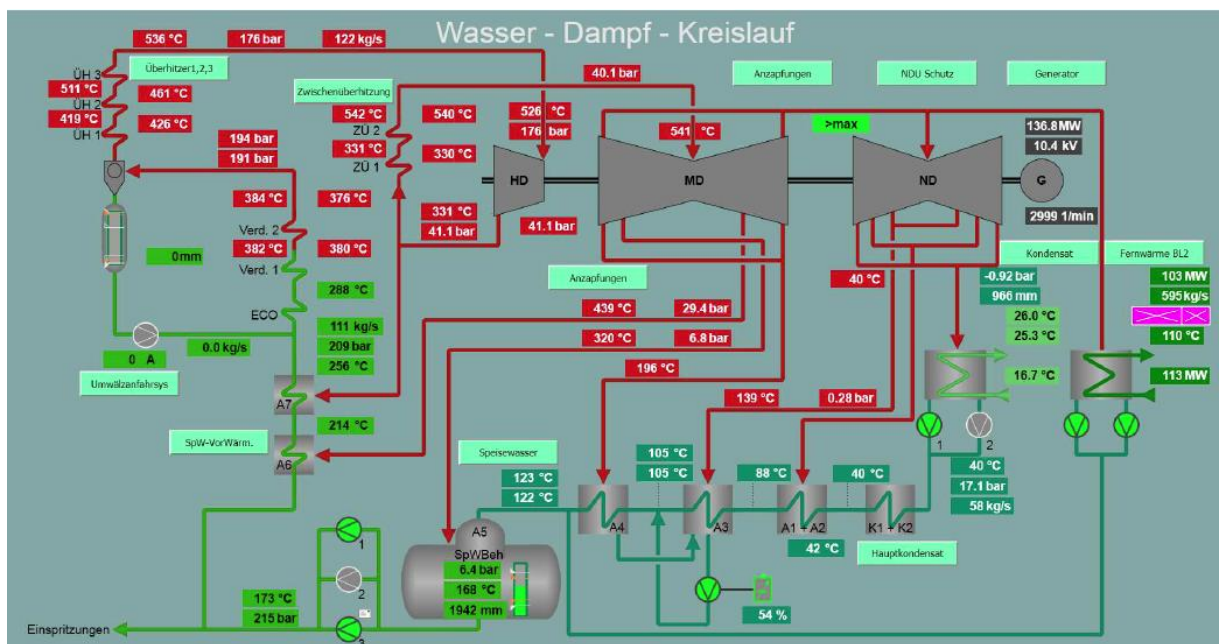 Wasser - Dampf - Kreislauf
536 °C 176 bar 122 kg/s
Überhitzer1,2,3
ÜH 3
511 °C 461 °C
ÜH 2
419 °C 426 °C
ÜH 1
194 bar
191 bar
384 °C 376 °C
Verd. 2
382 °C 380 °C
Verd. 1
0mm
288 °C
ECO
111 kg/s
209 bar
256 °C
0.0 kg/s
0 A
Umwälzanfahrsys
A7
214 °C
SpW-VorWärm.
A6
Zwischenüberhitzung
542 °C 540 °C
ZÜ 2
331 °C 330 °C
ZÜ 1
40.1 bar
526 °C
176 bar
HD
331 °C
41.1 bar
41.1 bar
Anzapfungen
541 °C
MD
>max
NDU Schutz
ND
Generator
136.8MW
10.4 kV
G
2999 1/min
Anzapfungen
439 °C 29.4 bar
320 °C 6.8 bar
196 °C
139 °C 0.28 bar
40 °C
Kondensat
-0.92 bar
966 mm
26.0 °C
25.3 °C
16.7 °C
1
2
Fernwärme BL2
103 MW
595 kg/s
110 °C
113 MW
40 °C
17.1 bar
58 kg/s
Speisewasser
123 °C
122 °C
105 °C
105 °C
88 °C
40 °C
A4
A3
A1 + A2
K1 + K2
42 °C
Hauptkondensat
54 %
A5
SpWBeh
6.4 bar
168 °C
1942 mm
1
2
3
173 °C
215 bar
Einspritzungen